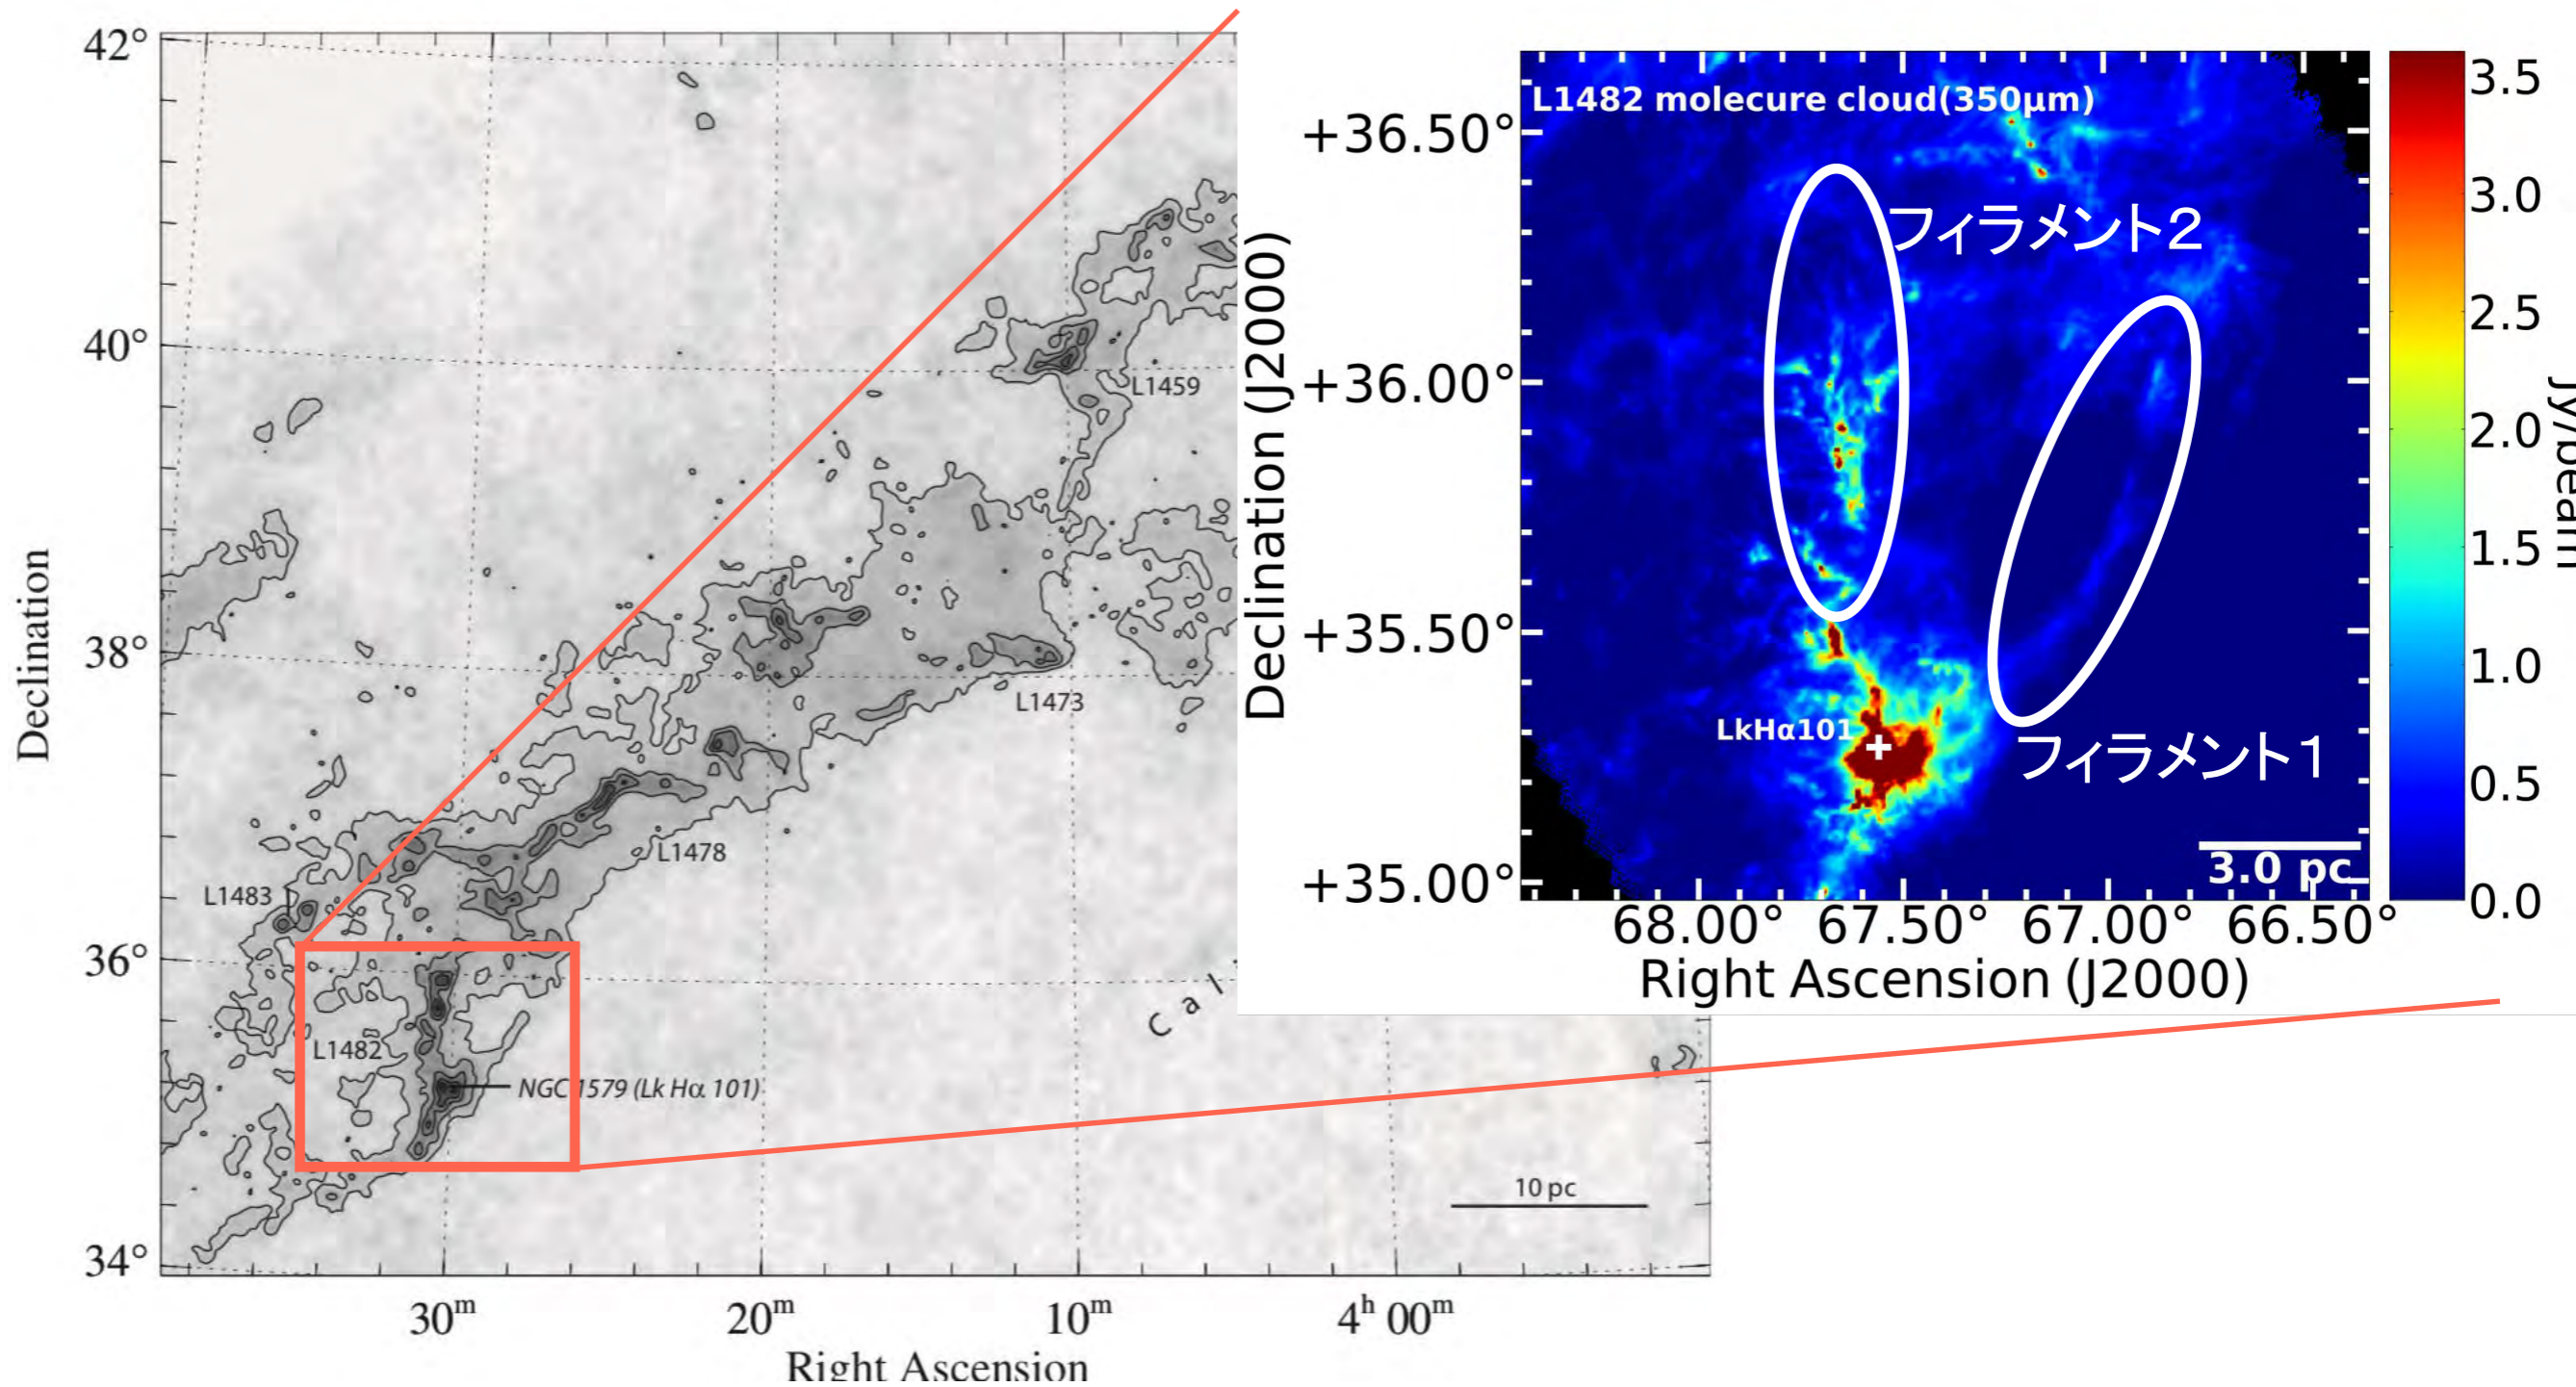 42°
40°
38°
36°
34°
Declination
30ᵐ
20ᵐ
10ᵐ
4ʰ 00ᵐ
Right Ascension
L1459
L1473
L1478
L1483
L1482
NGC 1579 (Lk Hα 101)
C a l
10 pc
L1482 molecure cloud(350μm)
フィラメント2
フィラメント1
LkHα101
3.0 pc
+36.50°
+36.00°
+35.50°
+35.00°
Declination (J2000)
68.00°
67.50°
67.00°
66.50°
Right Ascension (J2000)
3.5
3.0
2.5
2.0
1.5
1.0
0.5
0.0
Jy/beam